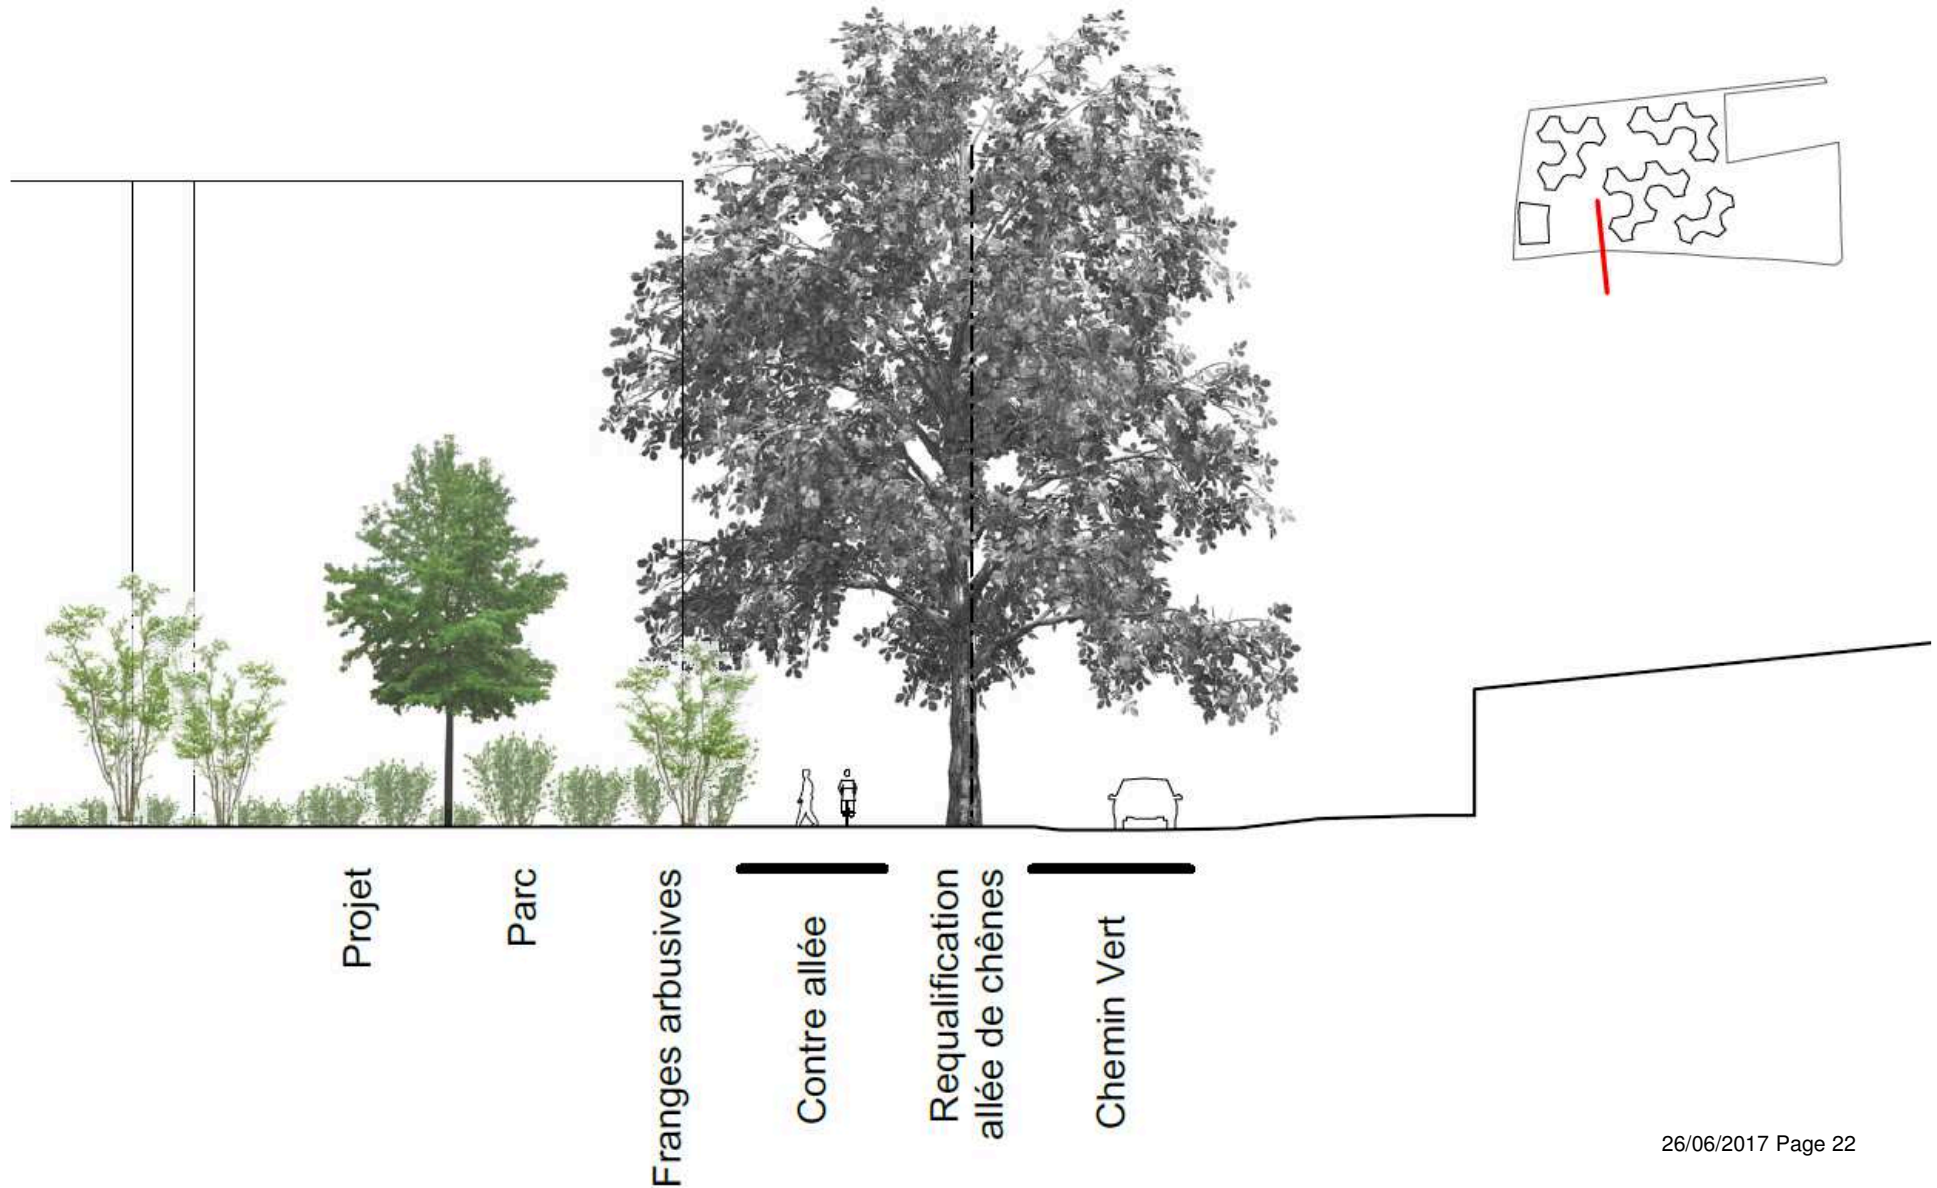 Projet
Parc
Franges arbusives
Contre allée
Requalification
allée de chênes
Chemin Vert
26/06/2017 Page 22